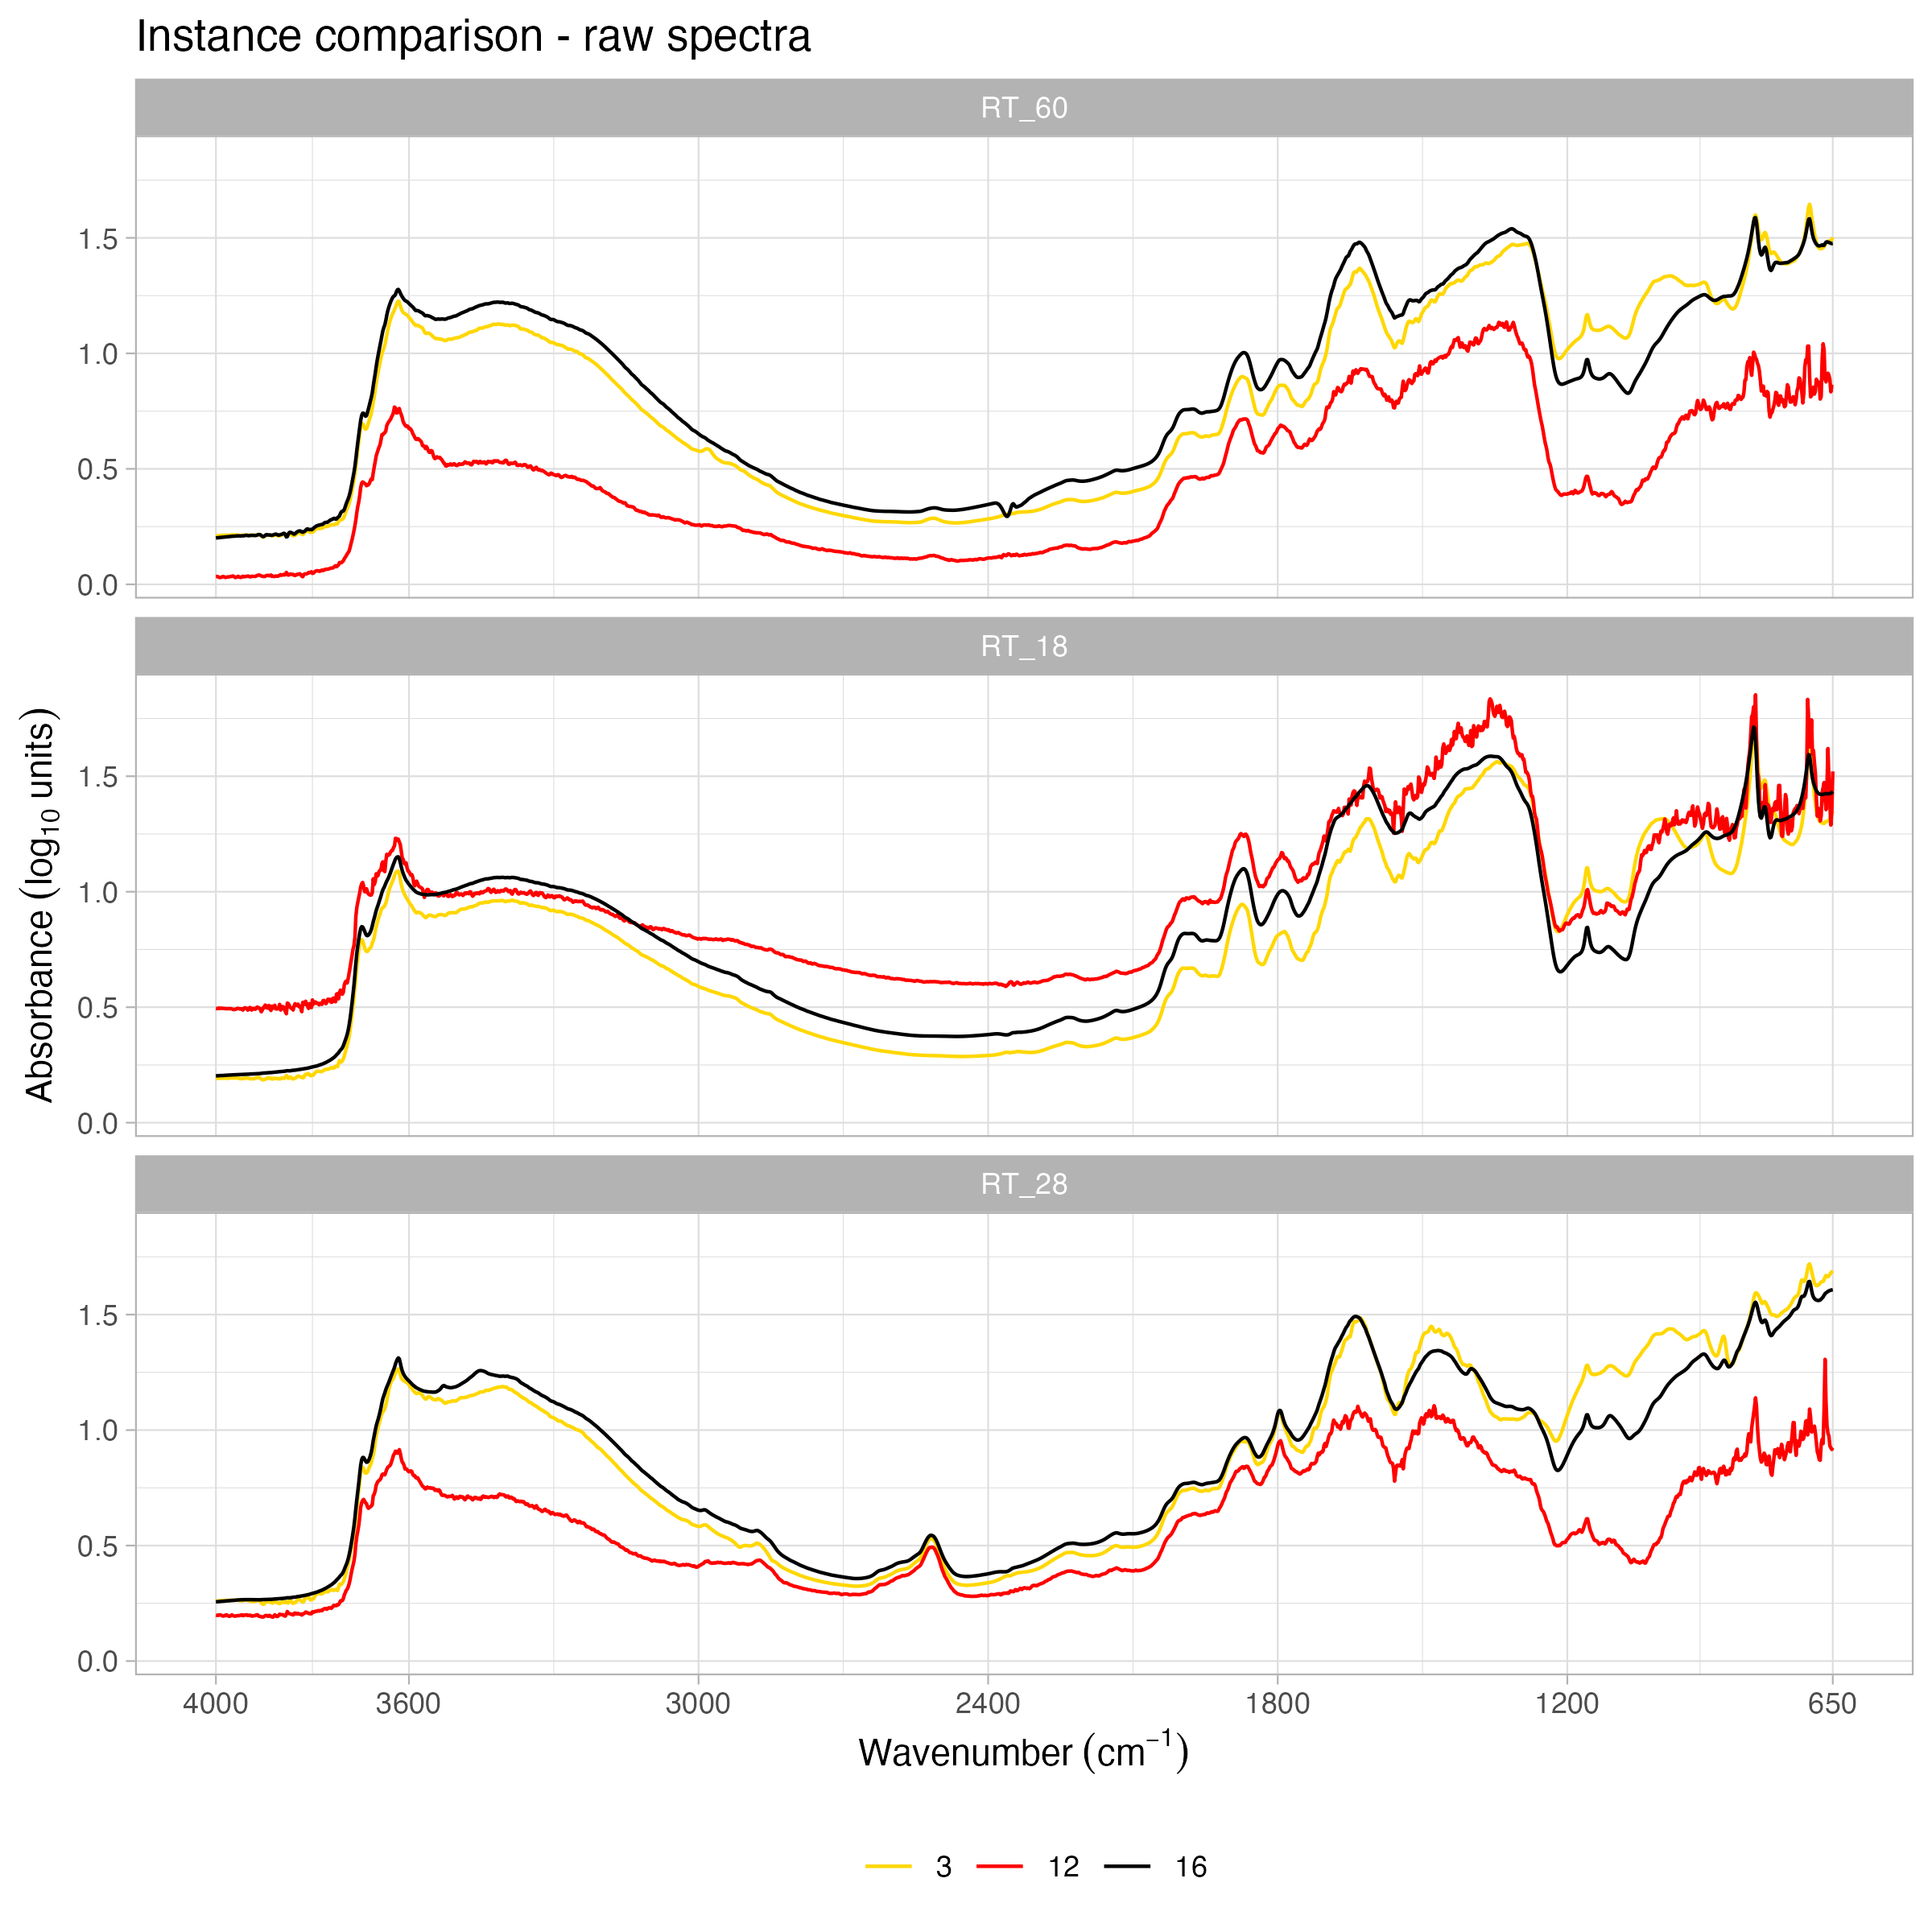 Instance comparison - raw spectra
RT_60
1.5
1.0
0.5
0.0
RT_18
1.5
1.0
0.5
0.0
RT_28
1.5
1.0
0.5
0.0
Absorbance (log₁₀ units)
4000 3600 3000 2400 1800 1200 650
Wavenumber (cm⁻¹)
3 12 16